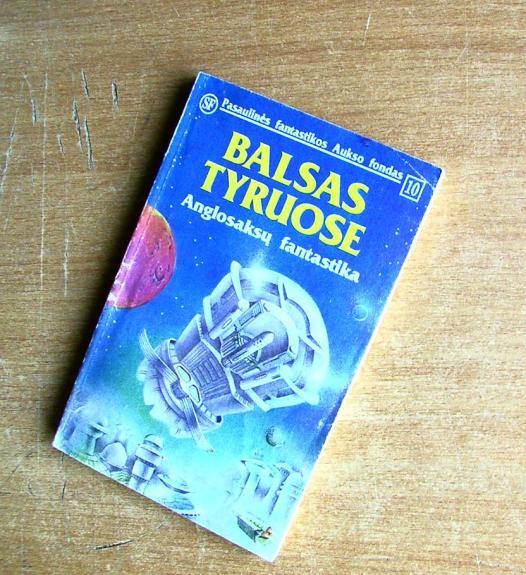 SF Pasaulinės fantastikos Aukso fondas 10
BALSAS
TYRUOSE
Anglosaksų fantastika